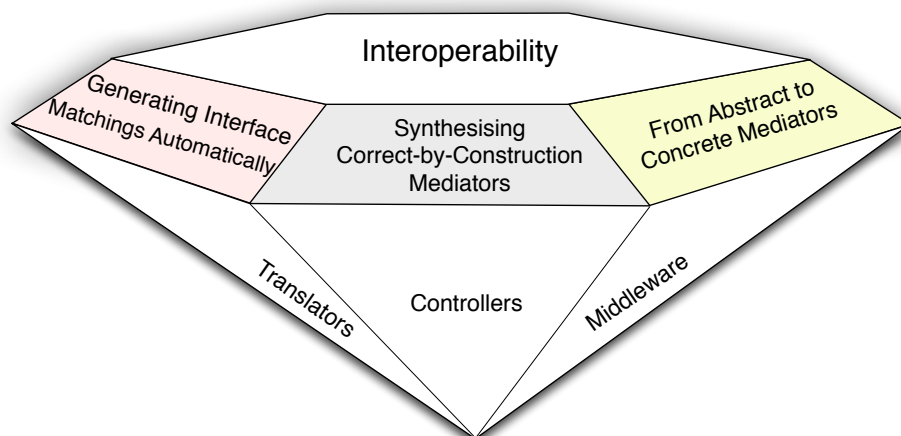 Interoperability
Generating Interface
Matchings Automatically
Synthesising
Correct-by-Construction
Mediators
From Abstract to
Concrete Mediators
Translators
Controllers
Middleware